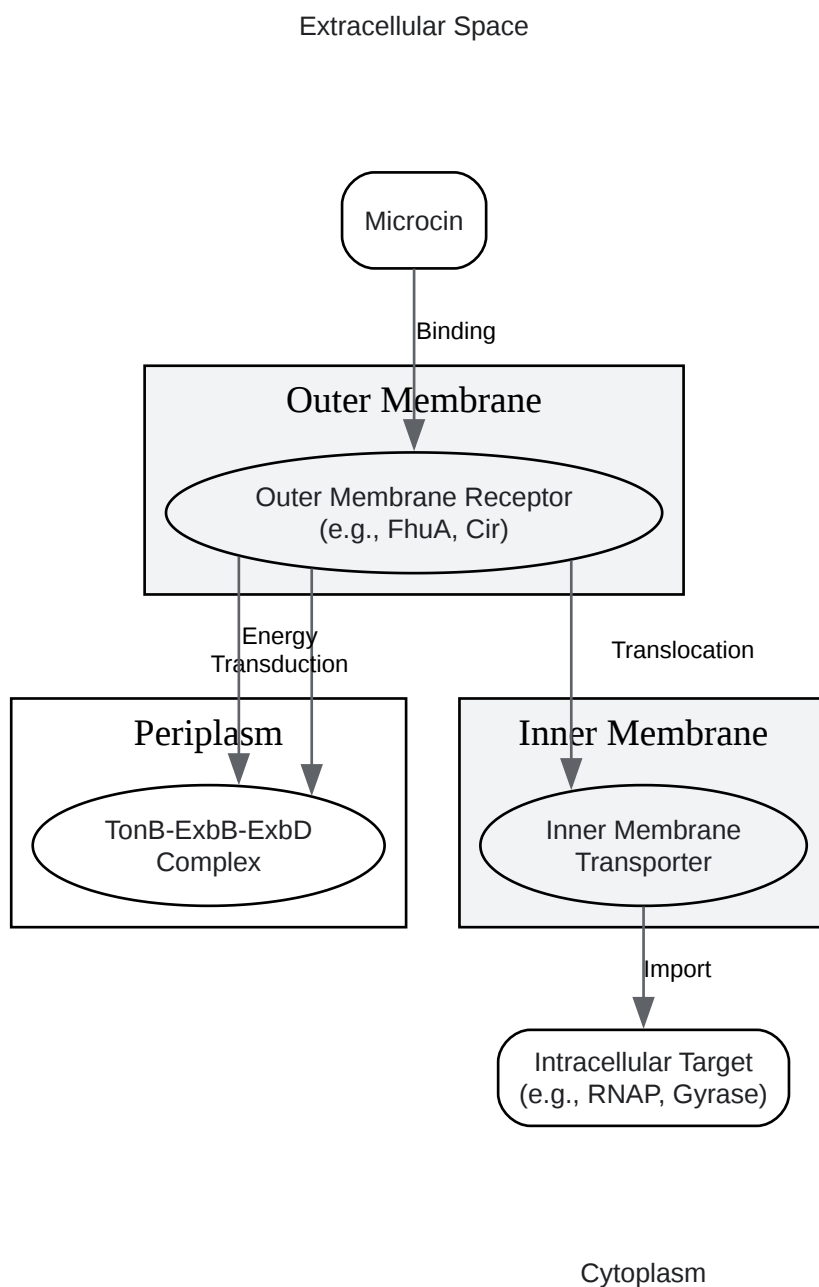 Extracellular Space
Microcin
Binding
Outer Membrane
Outer Membrane Receptor
(e.g., FhuA, Cir)
Energy
Transduction
Translocation
Periplasm
Inner Membrane
TonB-ExbB-ExbD
Complex
Inner Membrane
Transporter
Import
Intracellular Target
(e.g., RNAP, Gyrase)
Cytoplasm